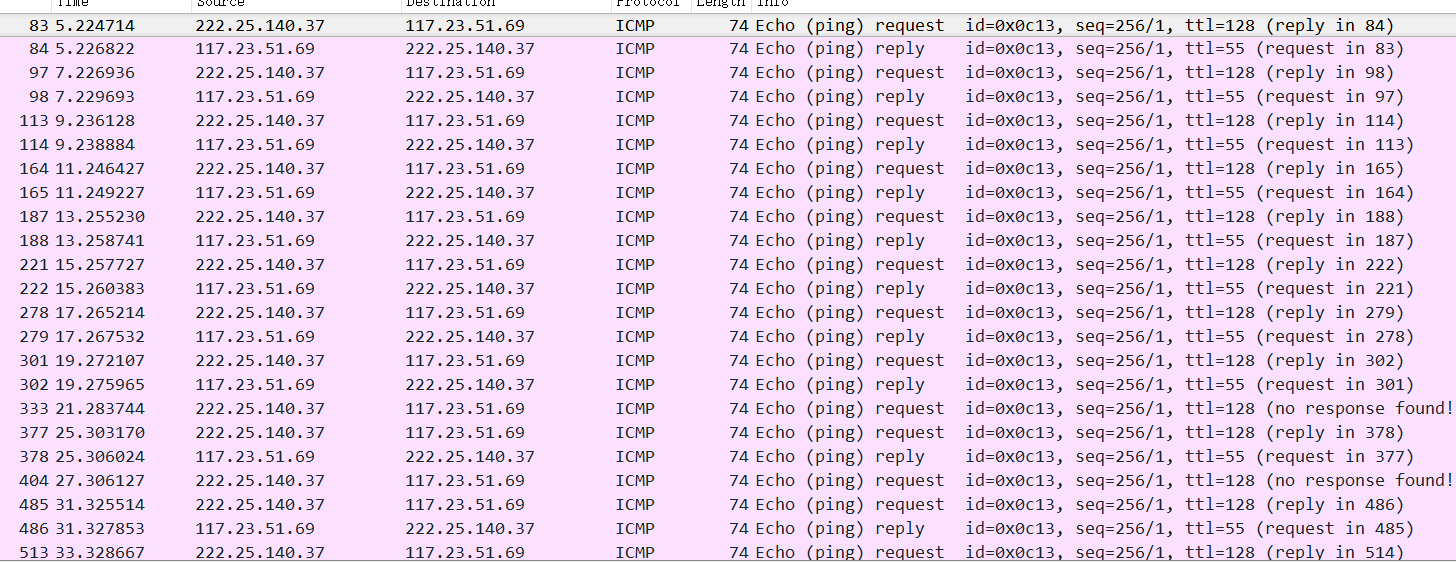 Time Source Destination Protocol Length Info
83 5.224714 222.25.140.37 117.23.51.69 ICMP 74 Echo (ping) request id=0x0c13, seq=256/1, ttl=128 (reply in 84)
84 5.226822 117.23.51.69 222.25.140.37 ICMP 74 Echo (ping) reply id=0x0c13, seq=256/1, ttl=55 (request in 83)
97 7.226936 222.25.140.37 117.23.51.69 ICMP 74 Echo (ping) request id=0x0c13, seq=256/1, ttl=128 (reply in 98)
98 7.229693 117.23.51.69 222.25.140.37 ICMP 74 Echo (ping) reply id=0x0c13, seq=256/1, ttl=55 (request in 97)
113 9.236128 222.25.140.37 117.23.51.69 ICMP 74 Echo (ping) request id=0x0c13, seq=256/1, ttl=128 (reply in 114)
114 9.238884 117.23.51.69 222.25.140.37 ICMP 74 Echo (ping) reply id=0x0c13, seq=256/1, ttl=55 (request in 113)
164 11.246427 222.25.140.37 117.23.51.69 ICMP 74 Echo (ping) request id=0x0c13, seq=256/1, ttl=128 (reply in 165)
165 11.249227 117.23.51.69 222.25.140.37 ICMP 74 Echo (ping) reply id=0x0c13, seq=256/1, ttl=55 (request in 164)
187 13.255230 222.25.140.37 117.23.51.69 ICMP 74 Echo (ping) request id=0x0c13, seq=256/1, ttl=128 (reply in 188)
188 13.258741 117.23.51.69 222.25.140.37 ICMP 74 Echo (ping) reply id=0x0c13, seq=256/1, ttl=55 (request in 187)
221 15.257727 222.25.140.37 117.23.51.69 ICMP 74 Echo (ping) request id=0x0c13, seq=256/1, ttl=128 (reply in 222)
222 15.260383 117.23.51.69 222.25.140.37 ICMP 74 Echo (ping) reply id=0x0c13, seq=256/1, ttl=55 (request in 221)
278 17.265214 222.25.140.37 117.23.51.69 ICMP 74 Echo (ping) request id=0x0c13, seq=256/1, ttl=128 (reply in 279)
279 17.267532 117.23.51.69 222.25.140.37 ICMP 74 Echo (ping) reply id=0x0c13, seq=256/1, ttl=55 (request in 278)
301 19.272107 222.25.140.37 117.23.51.69 ICMP 74 Echo (ping) request id=0x0c13, seq=256/1, ttl=128 (reply in 302)
302 19.275965 117.23.51.69 222.25.140.37 ICMP 74 Echo (ping) reply id=0x0c13, seq=256/1, ttl=55 (request in 301)
333 21.283744 222.25.140.37 117.23.51.69 ICMP 74 Echo (ping) request id=0x0c13, seq=256/1, ttl=128 (no response found!
377 25.303170 222.25.140.37 117.23.51.69 ICMP 74 Echo (ping) request id=0x0c13, seq=256/1, ttl=128 (reply in 378)
378 25.306024 117.23.51.69 222.25.140.37 ICMP 74 Echo (ping) reply id=0x0c13, seq=256/1, ttl=55 (request in 377)
404 27.306127 222.25.140.37 117.23.51.69 ICMP 74 Echo (ping) request id=0x0c13, seq=256/1, ttl=128 (no response found!
485 31.325514 222.25.140.37 117.23.51.69 ICMP 74 Echo (ping) request id=0x0c13, seq=256/1, ttl=128 (reply in 486)
486 31.327853 117.23.51.69 222.25.140.37 ICMP 74 Echo (ping) reply id=0x0c13, seq=256/1, ttl=55 (request in 485)
513 33.328667 222.25.140.37 117.23.51.69 ICMP 74 Echo (ping) request id=0x0c13, seq=256/1, ttl=128 (reply in 514)